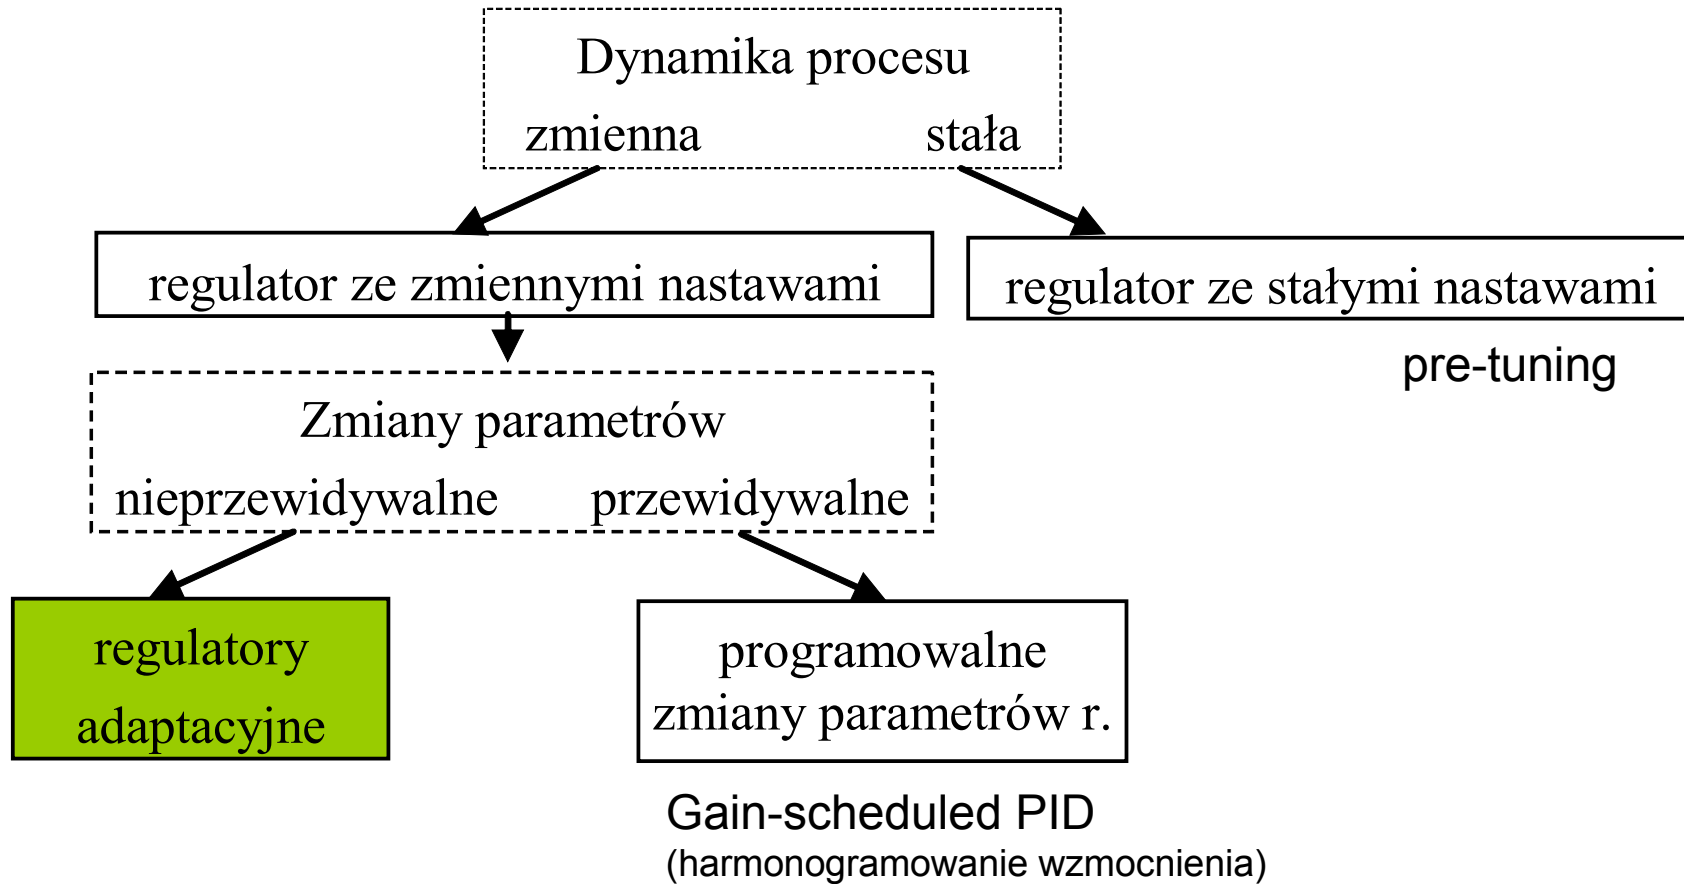 Dynamika procesu
zmienna stała
regulator ze zmiennymi nastawami
regulator ze stałymi nastawami
pre-tuning
Zmiany parametrów
nieprzewidywalne przewidywalne
regulatory
adaptacyjne
programowalne
zmiany parametrów r.
Gain-scheduled PID
(harmonogramowanie wzmocnienia)